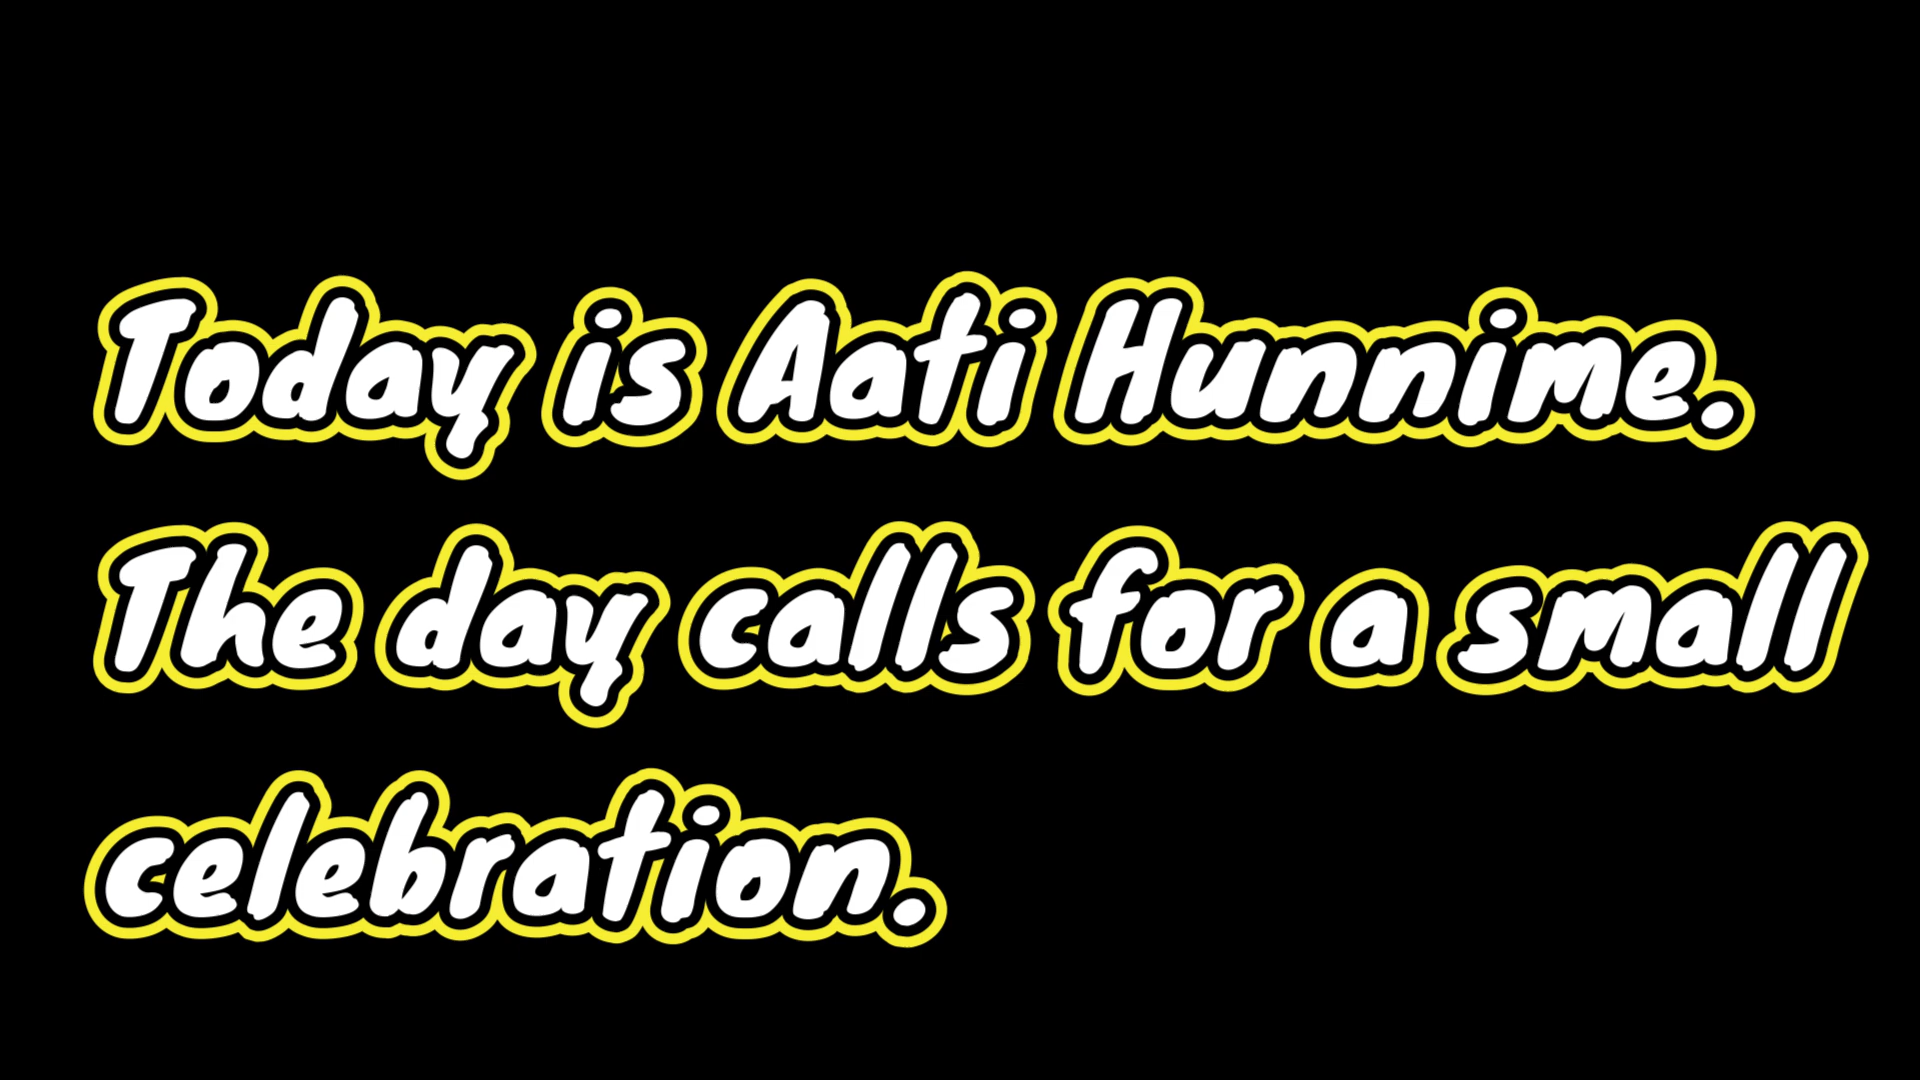 Today is Aati Hunnime.
The day calls for a small
celebration.